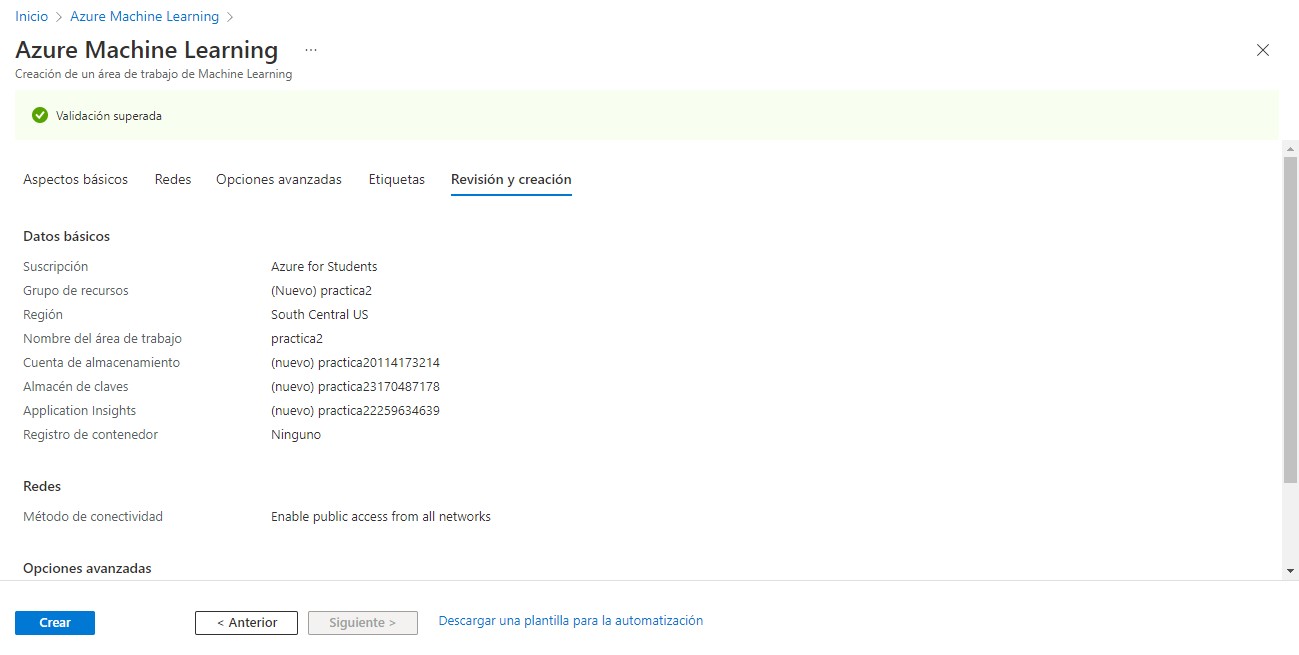 Inicio > Azure Machine Learning >
Azure Machine Learning ...
Creación de un área de trabajo de Machine Learning
Validación superada
Aspectos básicos Redes Opciones avanzadas Etiquetas Revisión y creación
Datos básicos
Suscripción Azure for Students
Grupo de recursos (Nuevo) practica2
Región South Central US
Nombre del área de trabajo practica2
Cuenta de almacenamiento (nuevo) practica20114173214
Almacén de claves (nuevo) practica23170487178
Application Insights (nuevo) practica22259634639
Registro de contenedor Ninguno
Redes
Método de conectividad Enable public access from all networks
Opciones avanzadas
Crear < Anterior Siguiente > Descargar una plantilla para la automatización